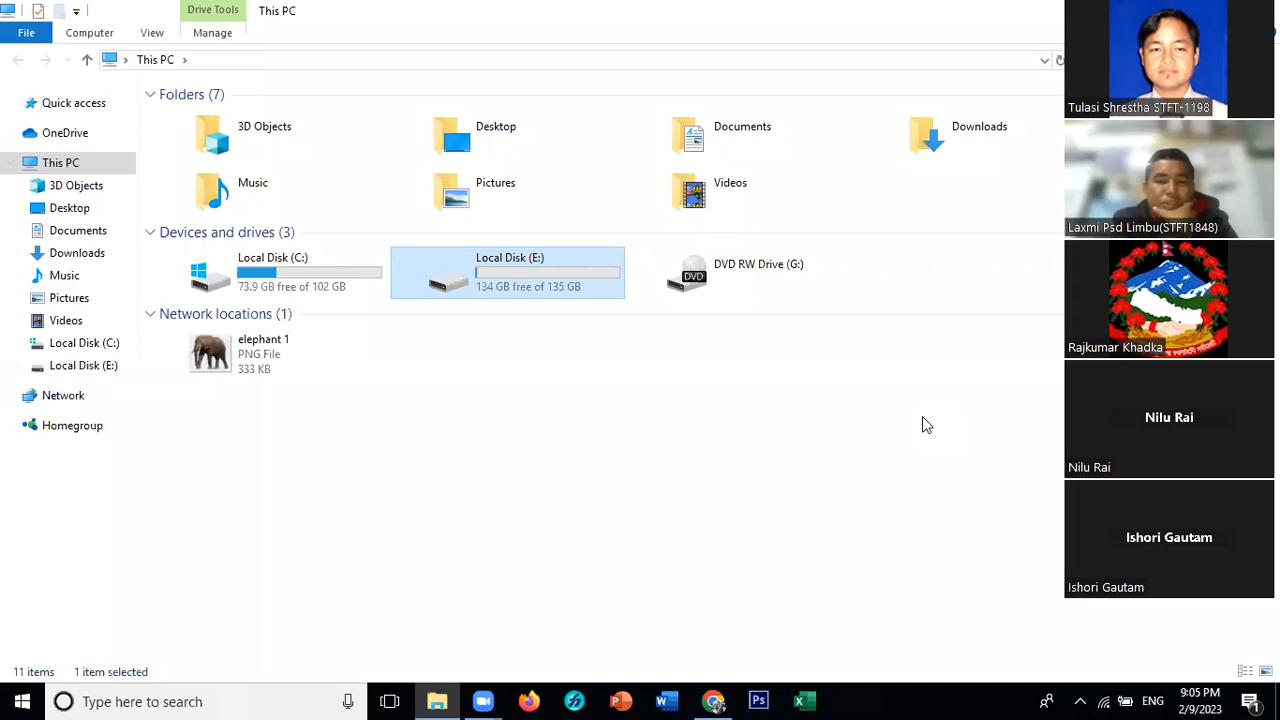 Drive Tools
This PC
File
Computer
View
Manage
This PC
Quick access
OneDrive
This PC
3D Objects
Desktop
Documents
Downloads
Music
Pictures
Videos
Local Disk (C:)
Local Disk (E:)
Network
Homegroup
Folders (7)
3D Objects
Desktop
Documents
Downloads
Music
Pictures
Videos
Devices and drives (3)
Local Disk (C:)
73.9 GB free of 102 GB
Local Disk (E:)
134 GB free of 135 GB
DVD
DVD RW Drive (G:)
Network locations (1)
elephant 1
PNG File
333 KB
Tulasi Shrestha STFT-1198
Laxmi Psd Limbu(STFT1848)
Rajkumar Khadka
Nilu Rai
Nilu Rai
Ishori Gautam
Ishori Gautam
11 items
1 item selected
Type here to search
Ps
ENG
9:05 PM
2/9/2023
1